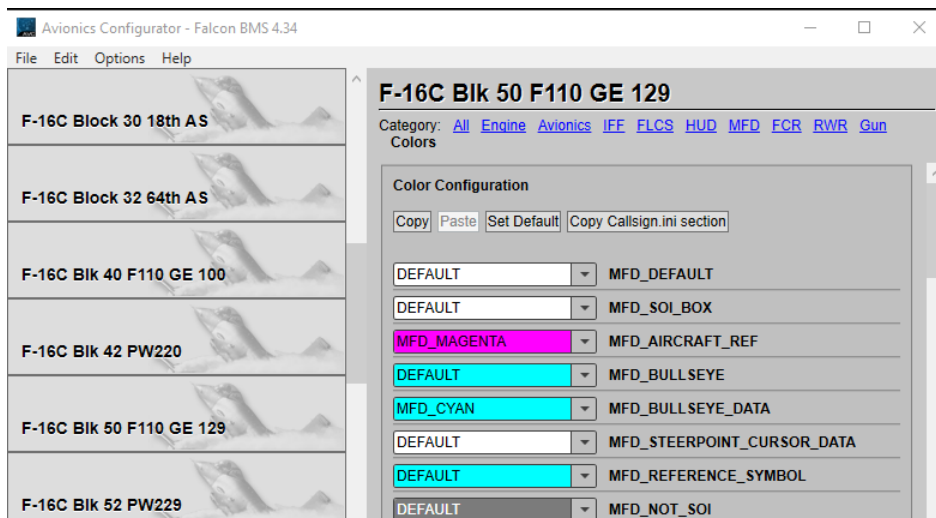 Avionics Configurator - Falcon BMS 4.34
File Edit Options Help
F-16C Block 30 18th AS
F-16C Block 32 64th AS
F-16C Blk 40 F110 GE 100
F-16C Blk 42 PW220
F-16C Blk 50 F110 GE 129
F-16C Blk 52 PW229
F-16C Blk 50 F110 GE 129
Category: All Engine Avionics IFF FLCS HUD MFD FCR RWR Gun
Colors
Color Configuration
Copy Paste Set Default Copy Callsign.ini section
DEFAULT MFD_DEFAULT
DEFAULT MFD_SOI_BOX
MFD_MAGENTA MFD_AIRCRAFT_REF
DEFAULT MFD_BULLSEYE
MFD_CYAN MFD_BULLSEYE_DATA
DEFAULT MFD_STEERPOINT_CURSOR_DATA
DEFAULT MFD_REFERENCE_SYMBOL
DEFAULT MFD_NOT_SOI